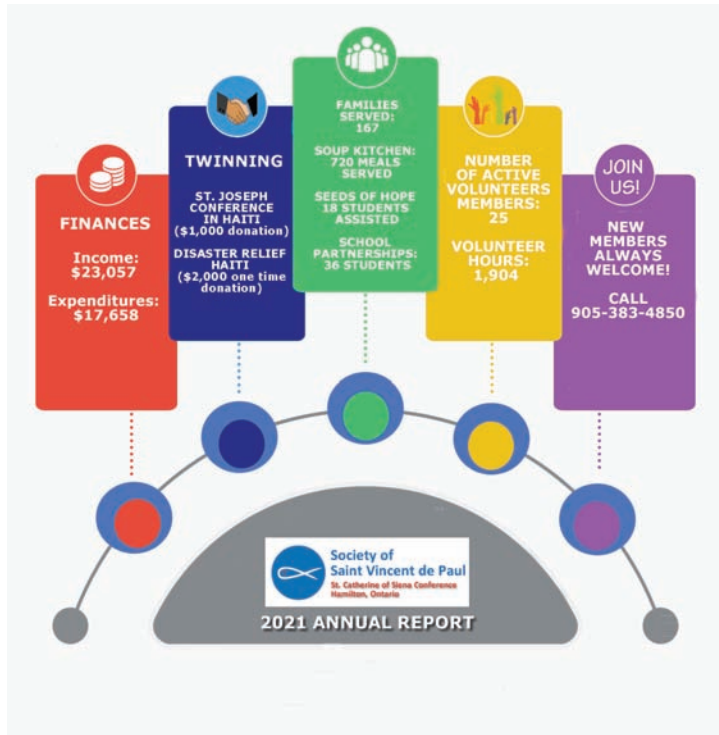 FINANCES
Income:
$23,057
Expenditures:
$17,658
TWINNING
ST. JOSEPH
CONFERENCE
IN HAITI
($1,000 donation)
DISASTER RELIEF
HAITI
($2,000 one time
donation)
FAMILIES
SERVED:
167
SOUP KITCHEN:
720 MEALS
SERVED
SEEDS OF HOPE
18 STUDENTS
ASSISTED
SCHOOL
PARTNERSHIPS:
36 STUDENTS
NUMBER
OF ACTIVE
VOLUNTEERS
MEMBERS:
25
VOLUNTEER
HOURS:
1,904
JOIN
US!
NEW
MEMBERS
ALWAYS
WELCOME!
CALL
905-383-4850
Society of
Saint Vincent de Paul
St. Catherine of Siena Conference
Hamilton, Ontario
2021 ANNUAL REPORT